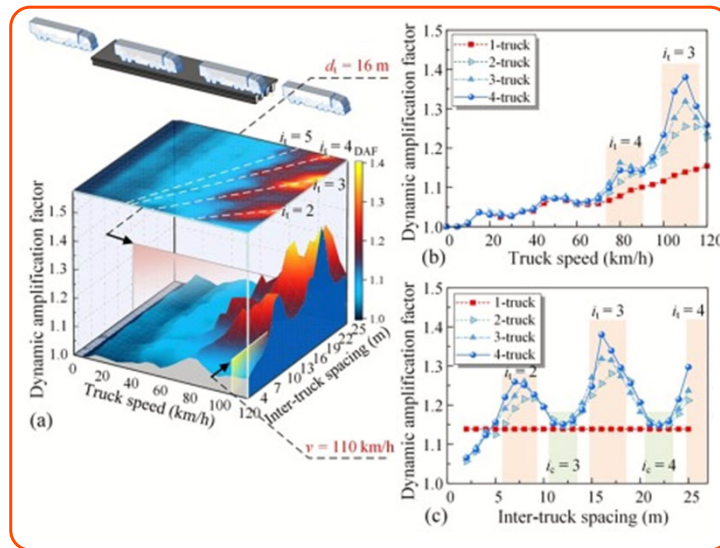 d_t = 16 m
i_t = 5
i_t = 4
DAF
i_t = 3
i_t = 2
1.4
1.3
1.2
1.1
1.0
Dynamic amplification factor
1.5
1.4
1.3
1.2
1.1
1.0
0
20
40
60
80
100
120
Truck speed (km/h)
4
7
10
13
16
19
22
25
Inter-truck spacing (m)
(a)
v = 110 km/h
Dynamic amplification factor
1.5
1.4
1.3
1.2
1.1
1.0
1-truck
2-truck
3-truck
4-truck
i_t = 3
i_t = 4
0 20 40 60 80 100 120
(b) Truck speed (km/h)
Dynamic amplification factor
1.5
1.4
1.3
1.2
1.1
1.0
1-truck
2-truck
3-truck
4-truck
i_t = 3
i_t = 4
i_t = 2
i_c = 3
i_c = 4
0 5 10 15 20 25
(c) Inter-truck spacing (m)